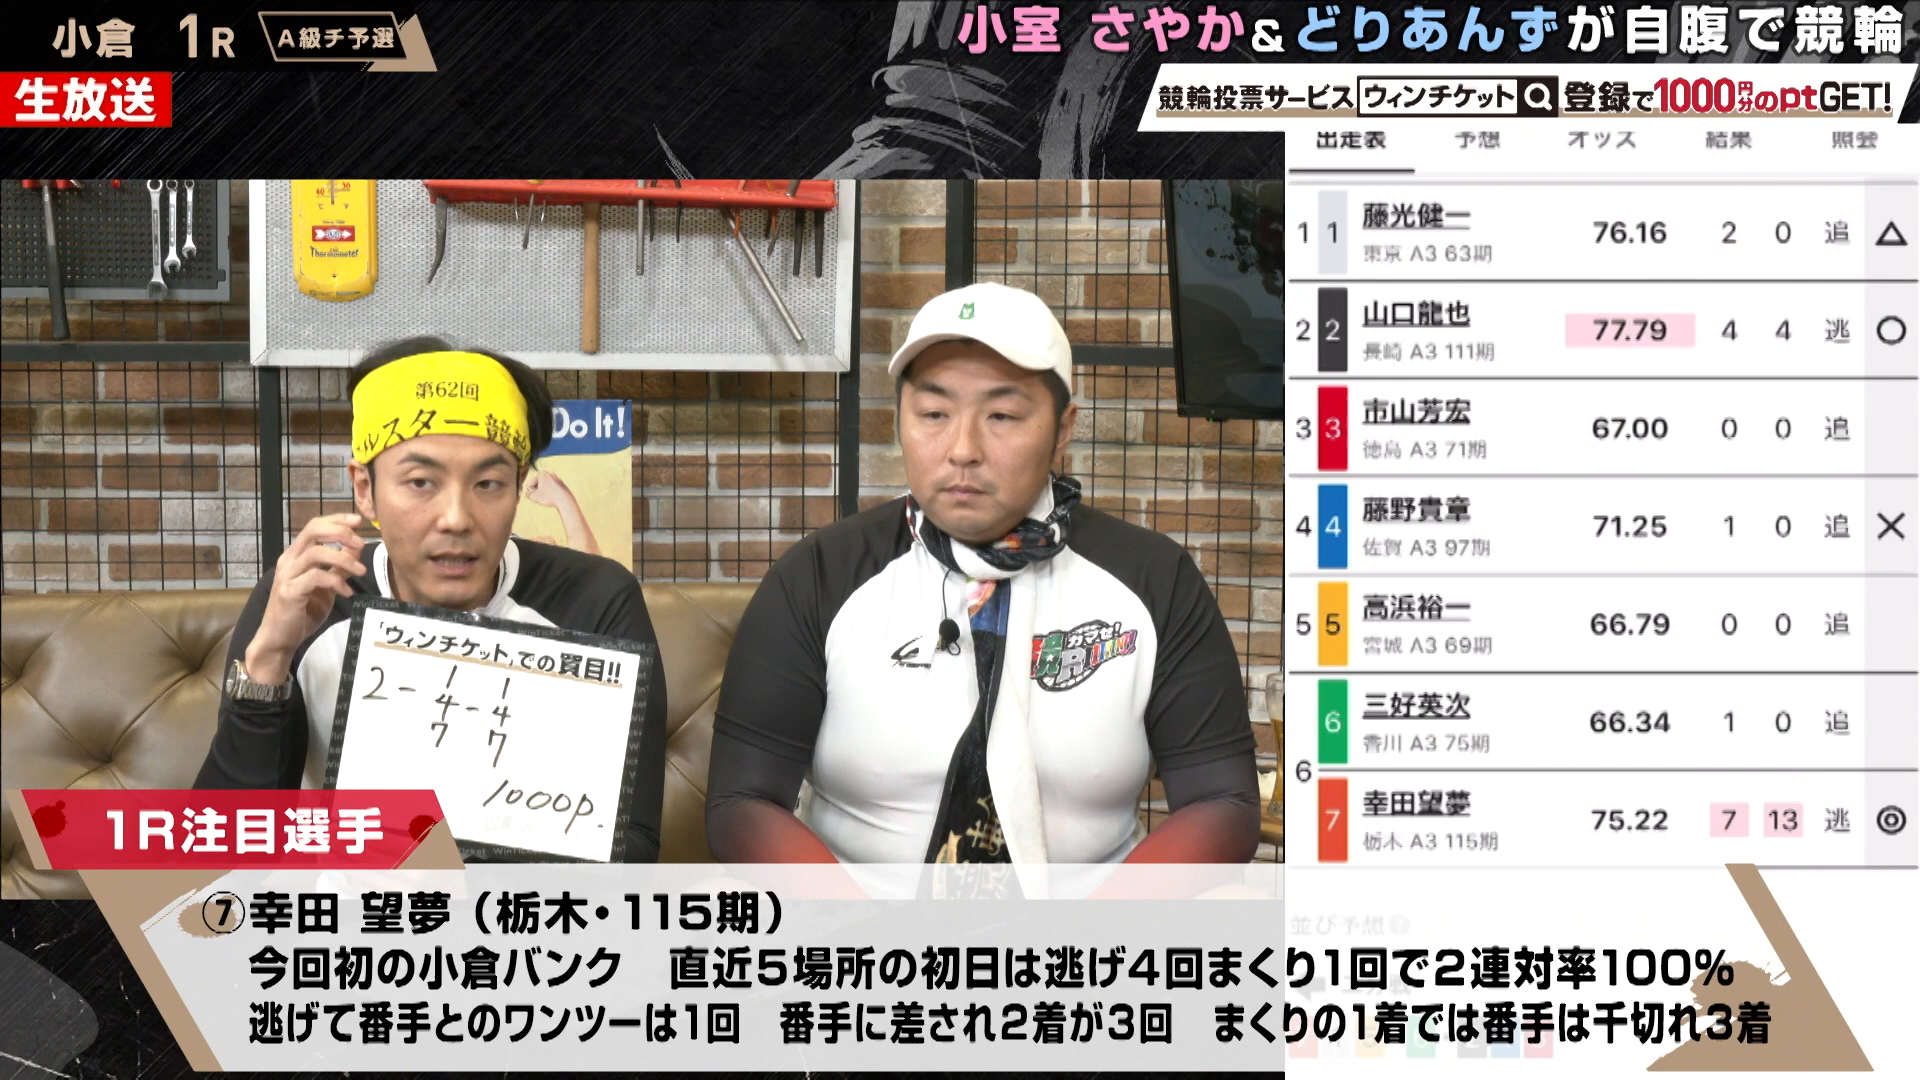 小倉 1R A級チ予選
生放送
小室 さやか&どりあんずが自腹で競輪
競輪投票サービス ウィンチケット 登録で1000円分のptGET!
出走表 予想 オッズ 結果 照会
1 1 藤光健一 76.16 2 0 追 △
東京 A3 63期
2 2 山口龍也 77.79 4 4 逃 〇
長崎 A3 111期
3 3 市山芳宏 67.00 0 0 追
徳島 A3 71期
4 4 藤野貴章 71.25 1 0 追 ×
佐賀 A3 97期
5 5 高浜裕一 66.79 0 0 追
宮城 A3 69期
6 6 三好英次 66.34 1 0 追
香川 A3 75期
7 幸田望夢 75.22 7 13 逃 ◎
栃木 A3 115期
並び予想
Thermometer
第62回
スター競
Do It!
「ウィンチケット」での買目!!
1 1
2-4-4
7 7
1000P.
1R注目選手
⑦幸田 望夢(栃木・115期)
今回初の小倉バンク 直近5場所の初日は逃げ4回まくり1回で2連対率100%
逃げて番手とのワンツーは1回 番手に差され2着が3回 まくりの1着では番手は千切れ3着